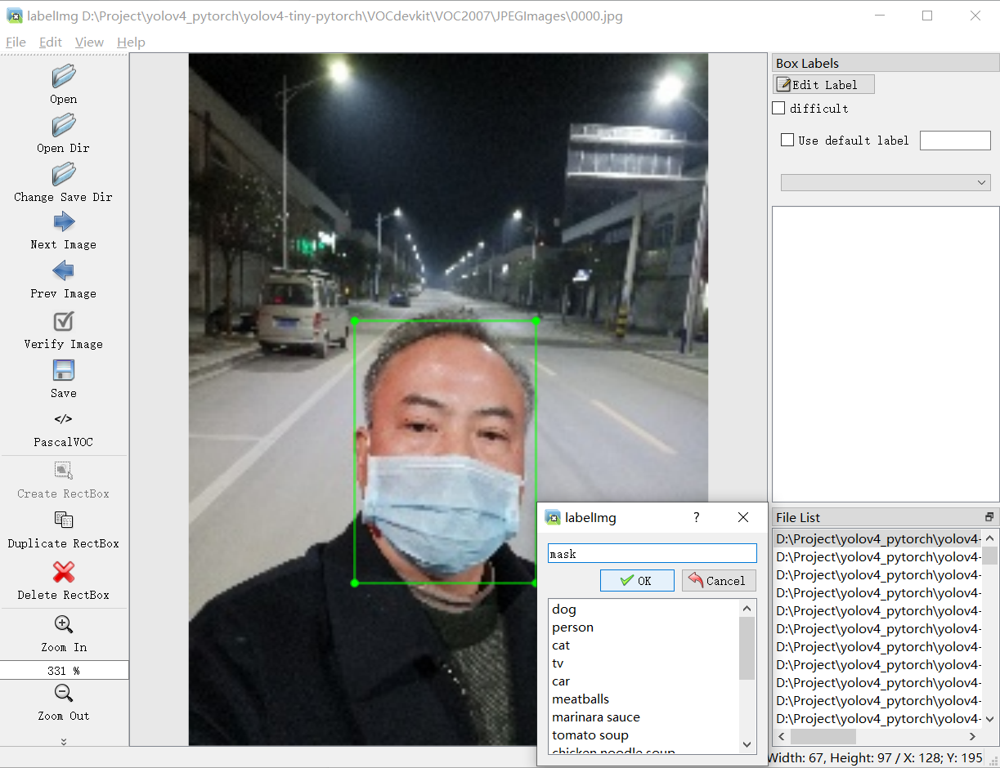 labelImg D:\Project\yolov4_pytorch\yolov4-tiny-pytorch\VOCdevkit\VOC2007\JPEGImages\0000.jpg
File Edit View Help
Open
Open Dir
Change Save Dir
Next Image
Prev Image
Verify Image
Save
</>
PascalVOC
Create RectBox
Duplicate RectBox
Delete RectBox
Zoom In
331 %
Zoom Out
Box Labels
Edit Label
difficult
Use default label
labelImg ?
mask
OK Cancel
dog
person
cat
tv
car
meatballs
marinara sauce
tomato soup
chicken noodle soup
File List
D:\Project\yolov4_pytorch\yolov4-
D:\Project\yolov4_pytorch\yolov4-
D:\Project\yolov4_pytorch\yolov4-
D:\Project\yolov4_pytorch\yolov4-
D:\Project\yolov4_pytorch\yolov4-
D:\Project\yolov4_pytorch\yolov4-
D:\Project\yolov4_pytorch\yolov4-
D:\Project\yolov4_pytorch\yolov4-
D:\Project\yolov4_pytorch\yolov4-
D:\Project\yolov4_pytorch\yolov4-
D:\Project\yolov4_pytorch\yolov4-
Width: 67, Height: 97 / X: 128; Y: 195